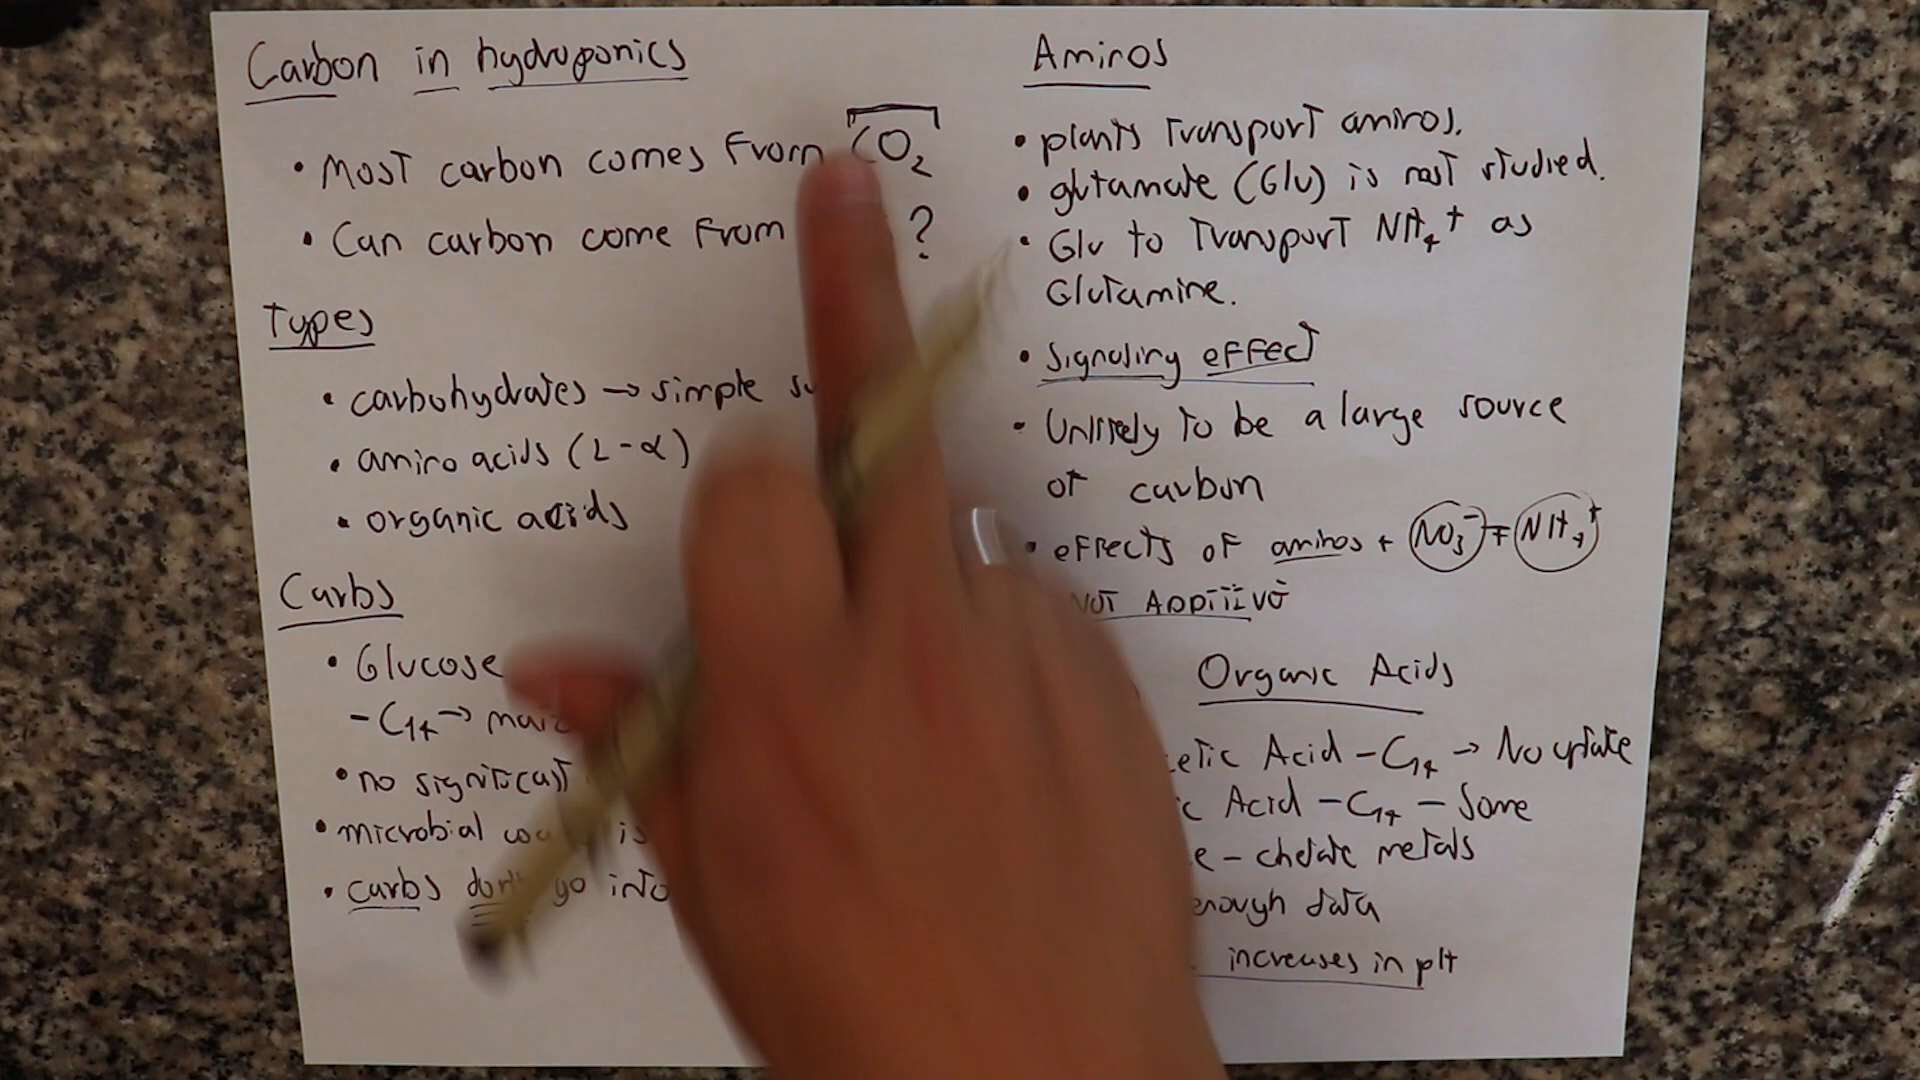 Carbon in hydroponics
• Most carbon comes from CO2
• Can carbon come from ?
Types
• carbohydrates → simple
• amino acids (L-α)
• organic acids
Carbs
• Glucose
- C14 →
• no significant
• microbial is
• carbs don't go into
Aminos
• plants transport aminos.
• glutamate (Glu) is most studied.
• Glu to transport NH4+ as
Glutamine.
• Signaling effect
• Unlikely to be a large source
of carbon
• effects of aminos + NO3- + NH4+
NOT ADDITIVE
Organic Acids
Acid - C14 → No uptake
Acid - C14 - Some
- chelate metals
enough data
increases in pH